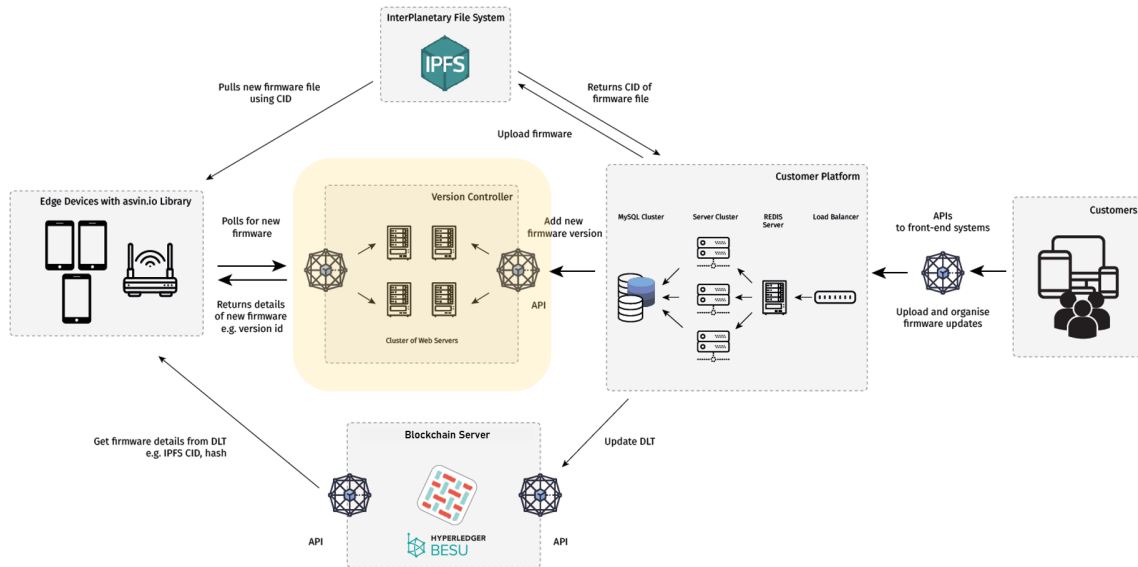 InterPlanetary File System
IPFS
Pulls new firmware file
using CID
Returns CID of
firmware file
Upload firmware
Edge Devices with asvin.io Library
Polls for new
firmware
Returns details
of new firmware
e.g. version id
Version Controller
Cluster of Web Servers
API
Add new
firmware version
Customer Platform
MySQL Cluster
Server Cluster
REDIS
Server
Load Balancer
APIs
to front-end systems
Upload and organise
firmware updates
Customers
Get firmware details from DLT
e.g. IPFS CID, hash
Update DLT
Blockchain Server
API
HYPERLEDGER
BESU
API